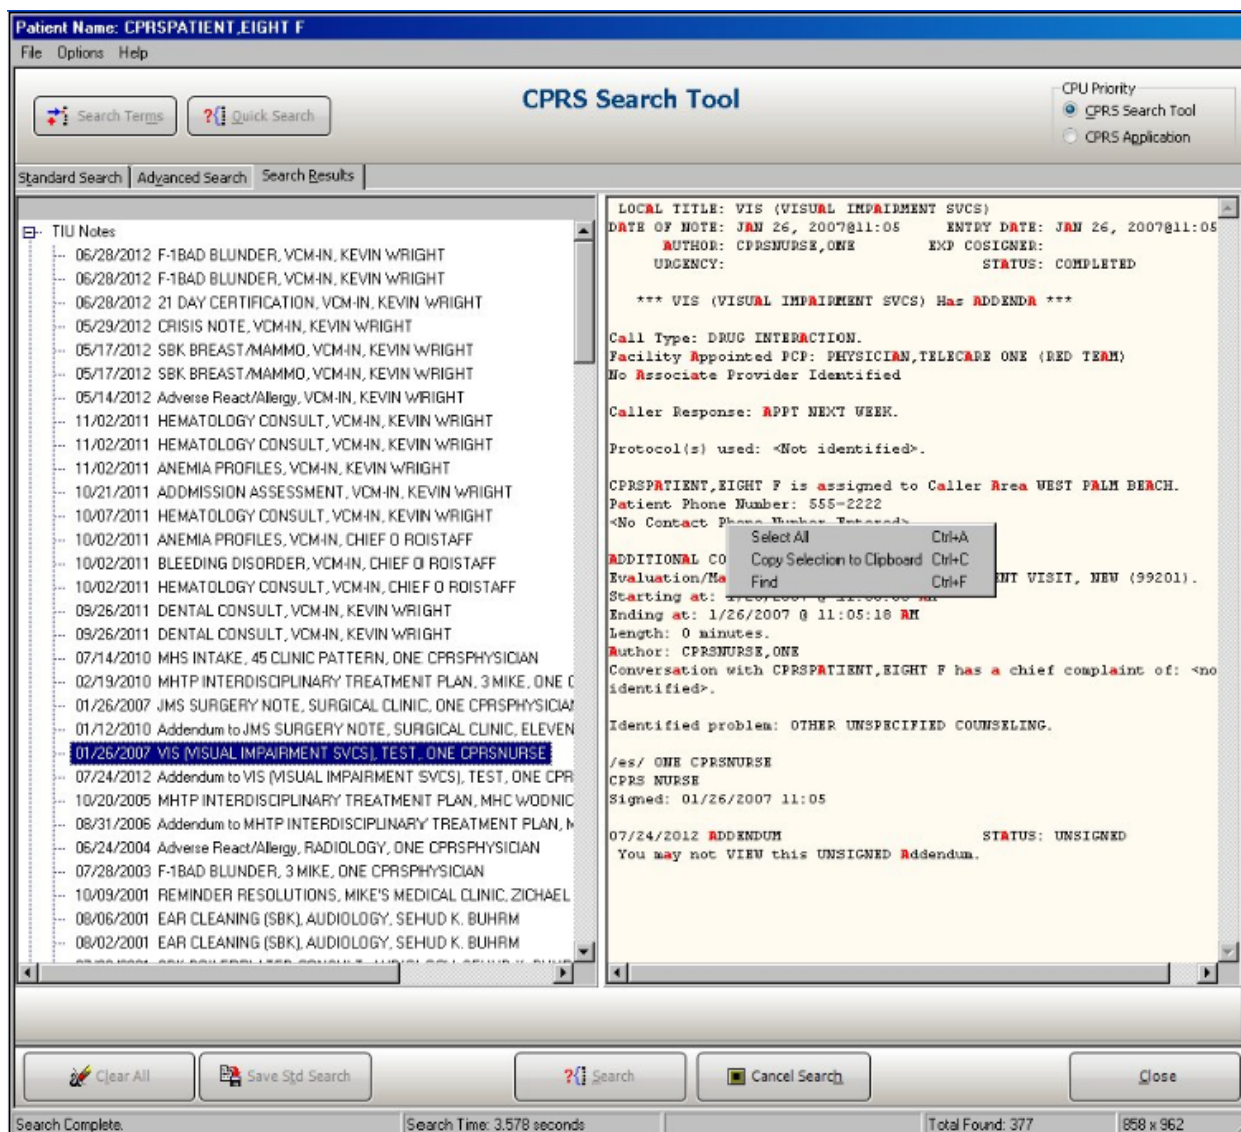 Patient Name: CPRSPATIENT,EIGHT F
File Options Help
Search Terms
?{ Quick Search
CPRS Search Tool
CPU Priority
CPRS Search Tool
CPRS Application
Standard Search
Advanced Search
Search Results
TIU Notes
06/28/2012 F-1BAD BLUNDER, VCM-IN, KEVIN WRIGHT
06/28/2012 F-1BAD BLUNDER, VCM-IN, KEVIN WRIGHT
06/28/2012 21 DAY CERTIFICATION, VCM-IN, KEVIN WRIGHT
05/29/2012 CRISIS NOTE, VCM-IN, KEVIN WRIGHT
05/17/2012 SBK BREAST/MAMMO, VCM-IN, KEVIN WRIGHT
05/17/2012 SBK BREAST/MAMMO, VCM-IN, KEVIN WRIGHT
05/14/2012 Adverse React/Allergy, VCM-IN, KEVIN WRIGHT
11/02/2011 HEMATOLOGY CONSULT, VCM-IN, KEVIN WRIGHT
11/02/2011 HEMATOLOGY CONSULT, VCM-IN, KEVIN WRIGHT
11/02/2011 ANEMIA PROFILES, VCM-IN, KEVIN WRIGHT
10/21/2011 ADDMISSION ASSESSMENT, VCM-IN, KEVIN WRIGHT
10/07/2011 HEMATOLOGY CONSULT, VCM-IN, KEVIN WRIGHT
10/02/2011 ANEMIA PROFILES, VCM-IN, CHIEF O ROISTAFF
10/02/2011 BLEEDING DISORDER, VCM-IN, CHIEF O ROISTAFF
10/02/2011 HEMATOLOGY CONSULT, VCM-IN, CHIEF O ROISTAFF
09/26/2011 DENTAL CONSULT, VCM-IN, KEVIN WRIGHT
09/26/2011 DENTAL CONSULT, VCM-IN, KEVIN WRIGHT
07/14/2010 MHS INTAKE, 45 CLINIC PATTERN, ONE CPRSPHYSICIAN
02/19/2010 MHTP INTERDISCIPLINARY TREATMENT PLAN, 3 MIKE, ONE C
01/26/2007 JMS SURGERY NOTE, SURGICAL CLINIC, ONE CPRSPHYSICIAN
01/12/2010 Addendum to JMS SURGERY NOTE, SURGICAL CLINIC, ELEVEN
01/26/2007 VIS (VISUAL IMPAIRMENT SVCS), TEST, ONE CPRSNURSE
07/24/2012 Addendum to VIS (VISUAL IMPAIRMENT SVCS), TEST, ONE CPR
10/20/2005 MHTP INTERDISCIPLINARY TREATMENT PLAN, MHC WODNIC
08/31/2006 Addendum to MHTP INTERDISCIPLINARY TREATMENT PLAN, M
06/24/2004 Adverse React/Allergy, RADIOLOGY, ONE CPRSPHYSICIAN
07/28/2003 F-1BAD BLUNDER, 3 MIKE, ONE CPRSPHYSICIAN
10/09/2001 REMINDER RESOLUTIONS, MIKE'S MEDICAL CLINIC, ZICHAEL
08/06/2001 EAR CLEANING (SBK), AUDIOLOGY, SEHUD K. BUHRM
08/02/2001 EAR CLEANING (SBK), AUDIOLOGY, SEHUD K. BUHRM
LOCAL TITLE: VIS (VISUAL IMPAIRMENT SVCS)
DATE OF NOTE: JAN 26, 2007@11:05 ENTRY DATE: JAN 26, 2007@11:05
AUTHOR: CPRSNURSE,ONE EXP COSIGNER:
URGENCY: STATUS: COMPLETED
*** VIS (VISUAL IMPAIRMENT SVCS) Has ADDENDA ***
Call Type: DRUG INTERACTION.
Facility Appointed PCP: PHYSICIAN,TELECARE ONE (RED TEAM)
No Associate Provider Identified
Caller Response: APPT NEXT WEEK.
Protocol(s) used: <Not identified>.
CPRSPATIENT,EIGHT F is assigned to Caller Area WEST PALM BEACH.
Patient Phone Number: 555-2222
<No Contact Phone Number Entered>
ADDITIONAL CO
Evaluation/Ma NT VISIT, NEW (99201).
Starting at:
Ending at: 1/26/2007 @ 11:05:18 AM
Length: 0 minutes.
Author: CPRSNURSE,ONE
Conversation with CPRSPATIENT,EIGHT F has a chief complaint of: <no
identified>.
Identified problem: OTHER UNSPECIFIED COUNSELING.
/es/ ONE CPRSNURSE
CPRS NURSE
Signed: 01/26/2007 11:05
07/24/2012 ADDENDUM STATUS: UNSIGNED
You may not VIEW this UNSIGNED Addendum.
Select All Ctrl+A
Copy Selection to Clipboard Ctrl+C
Find Ctrl+F
Clear All
Save Std Search
?{ Search
Cancel Search
Close
Search Complete.
Search Time: 3.578 seconds
Total Found: 377
858 x 962